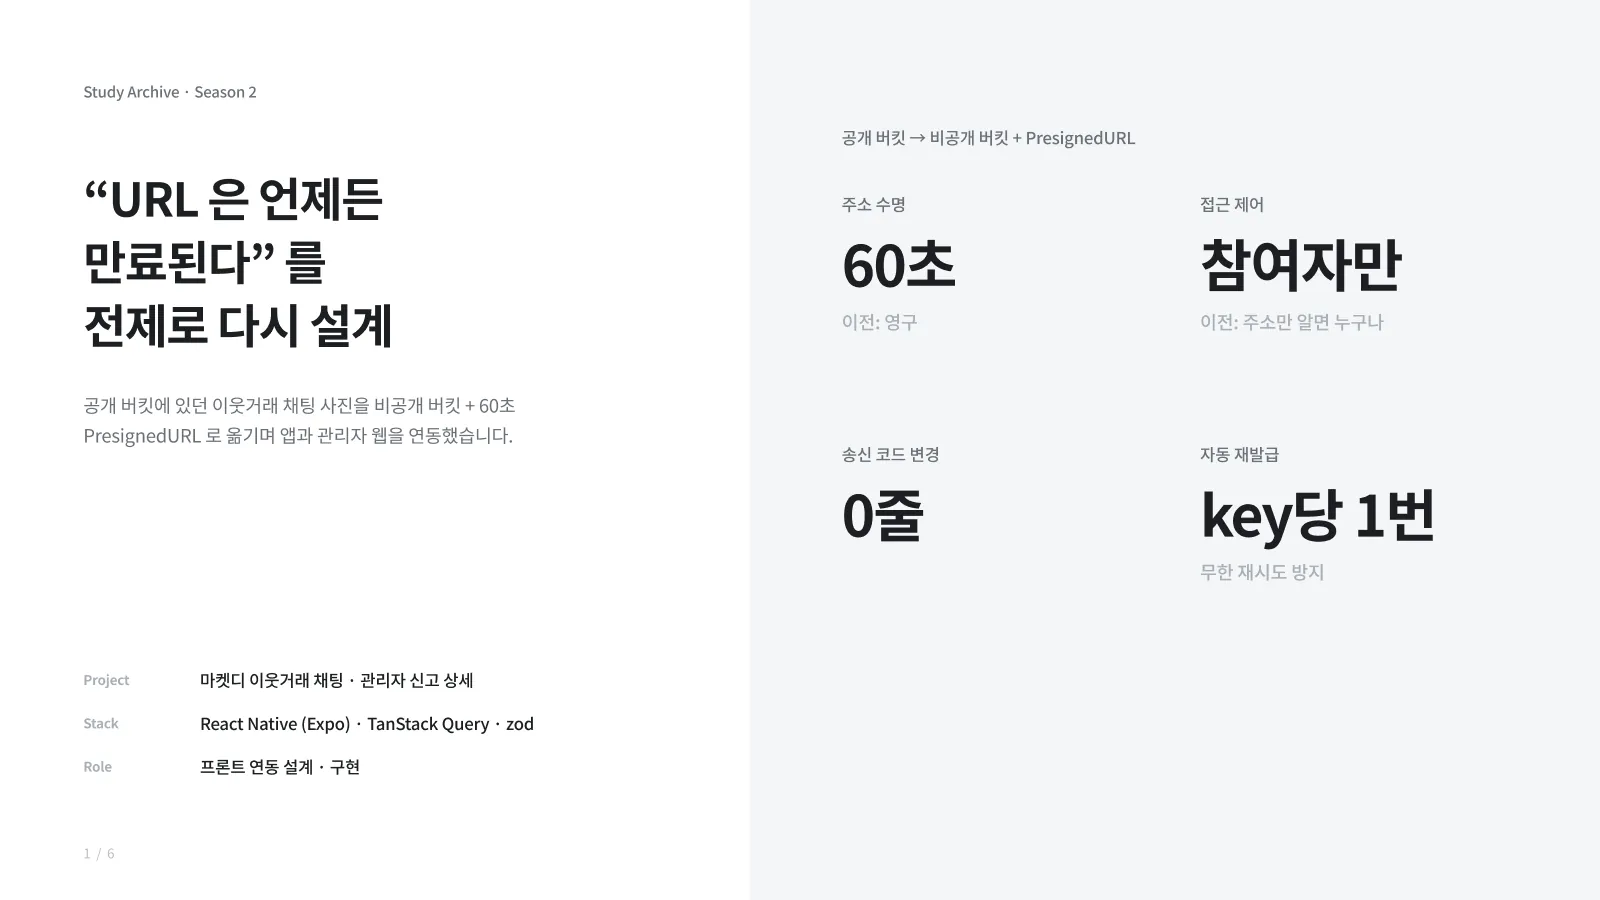 Study Archive · Season 2
“URL 은 언제든
만료된다” 를
전제로 다시 설계
공개 버킷에 있던 이웃거래 채팅 사진을 비공개 버킷 + 60초
PresignedURL 로 옮기며 앱과 관리자 웹을 연동했습니다.
Project 마켓디 이웃거래 채팅 · 관리자 신고 상세
Stack React Native (Expo) · TanStack Query · zod
Role 프론트 연동 설계 · 구현
1 / 6
공개 버킷 → 비공개 버킷 + PresignedURL
주소 수명
60초
이전: 영구
접근 제어
참여자만
이전: 주소만 알면 누구나
송신 코드 변경
0줄
자동 재발급
key당 1번
무한 재시도 방지